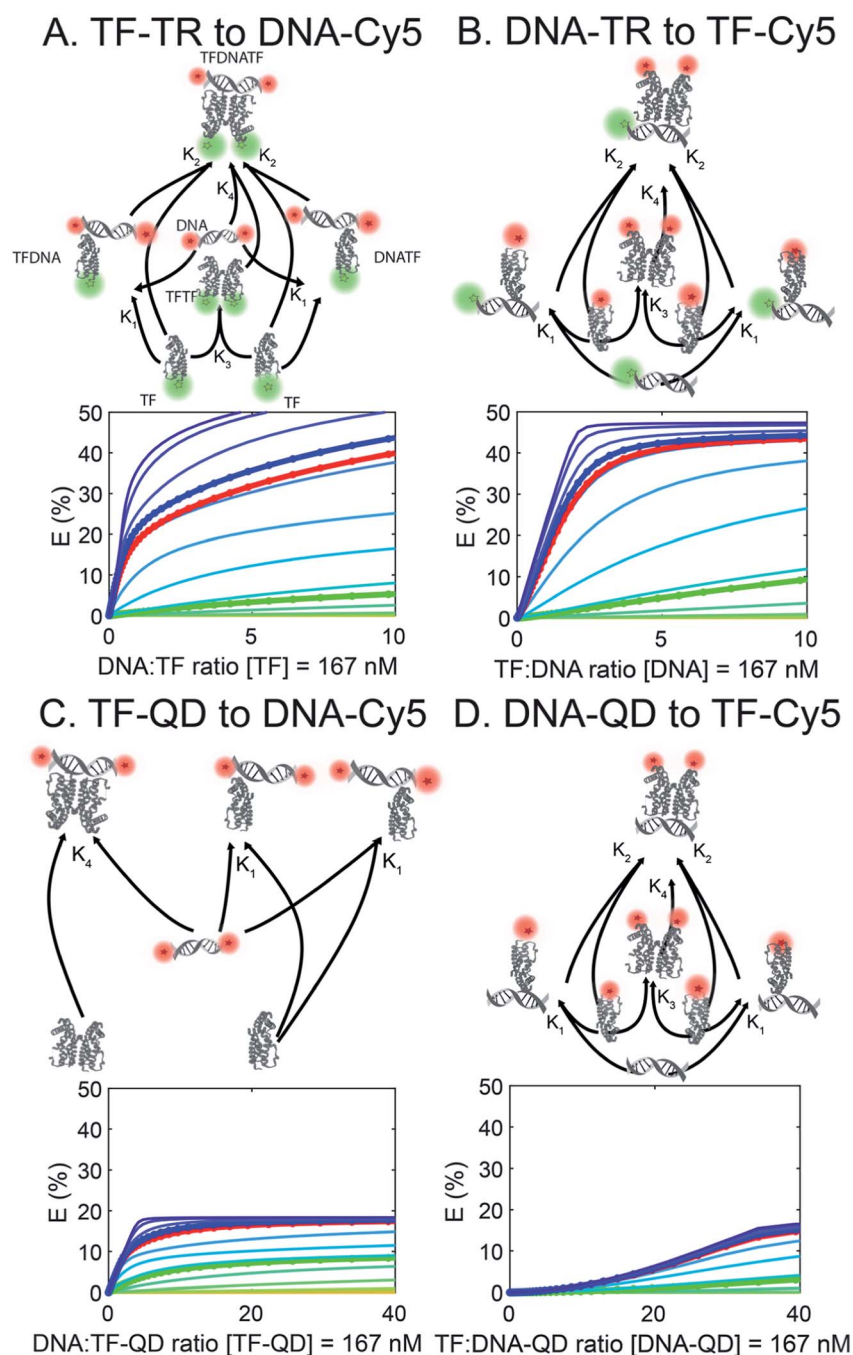 A. TF-TR to DNA-Cy5
TFDNATF
K2 K2
K4
TFDNA DNA DNATF
TFTF
K1 K1
K3
TF TF
50
40
30
20
10
0
E (%)
0 5 10
DNA:TF ratio [TF] = 167 nM
B. DNA-TR to TF-Cy5
K2 K2
K4
K3
K1 K1
50
40
30
20
10
0
E (%)
0 5 10
TF:DNA ratio [DNA] = 167 nM
C. TF-QD to DNA-Cy5
K4 K1 K1
50
40
30
20
10
0
E (%)
0 20 40
DNA:TF-QD ratio [TF-QD] = 167 nM
D. DNA-QD to TF-Cy5
K2 K2
K4
K3
K1 K1
50
40
30
20
10
0
E (%)
0 20 40
TF:DNA-QD ratio [DNA-QD] = 167 nM